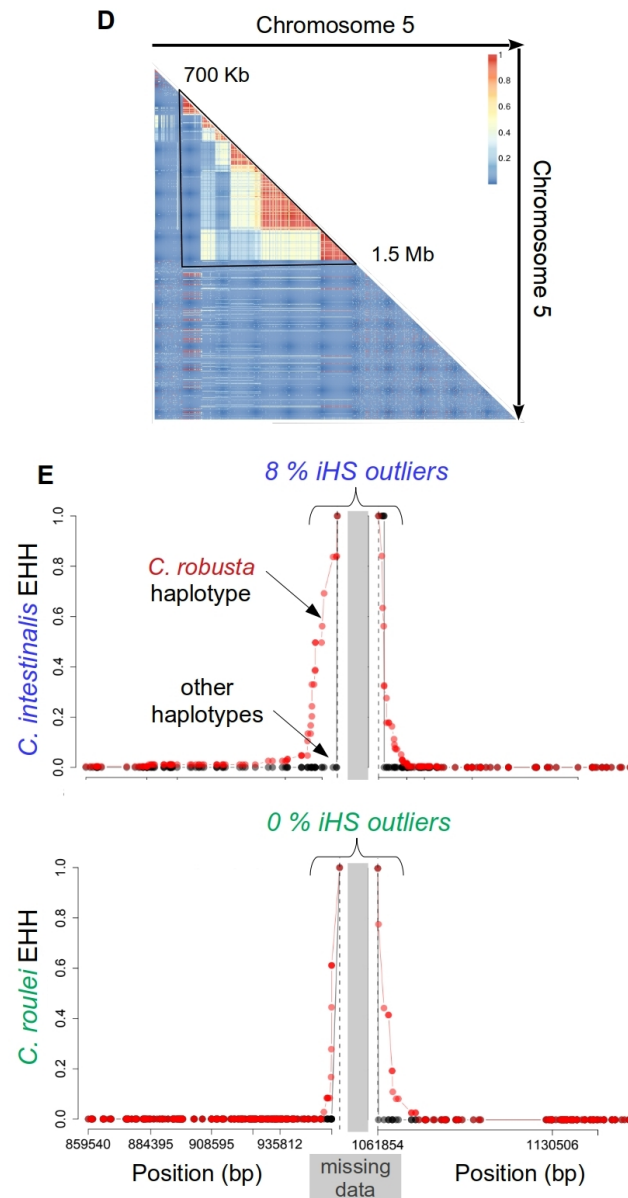 D
Chromosome 5
700 Kb
1
0.8
0.6
0.4
0.2
Chromosome 5
1.5 Mb
E
8 % iHS outliers
C. intestinalis EHH
1.0
0.8
0.6
0.4
0.2
0.0
C. robusta
haplotype
other
haplotypes
0 % iHS outliers
C. roulei EHH
1.0
0.8
0.6
0.4
0.2
0.0
859540 884395 908595 935812 1061854 1130506
Position (bp) missing data Position (bp)